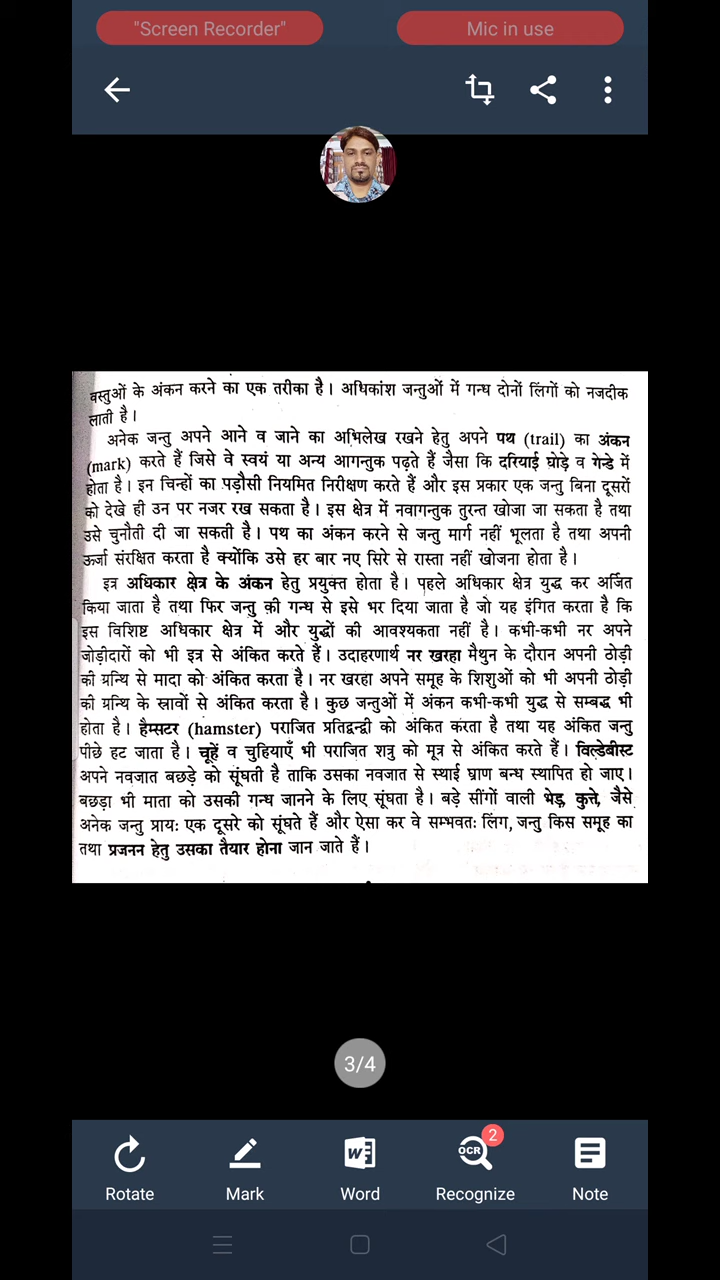 "Screen Recorder"
Mic in use
वस्तुओं के अंकन करने का एक तरीका है। अधिकांश जन्तुओं में गन्ध दोनों लिंगों को नजदीक
लाती है।
अनेक जन्तु अपने आने व जाने का अभिलेख रखने हेतु अपने पथ (trail) का अंकन
(mark) करते हैं जिसे वे स्वयं या अन्य आगन्तुक पढ़ते हैं जैसा कि दरियाई घोड़े व गेन्डे में
होता है। इन चिन्हों का पड़ौसी नियमित निरीक्षण करते हैं और इस प्रकार एक जन्तु बिना दूसरों
को देखे ही उन पर नजर रख सकता है। इस क्षेत्र में नवागन्तुक तुरन्त खोजा जा सकता है तथा
उसे चुनौती दी जा सकती है। पथ का अंकन करने से जन्तु मार्ग नहीं भूलता है तथा अपनी
ऊर्जा संरक्षित करता है क्योंकि उसे हर बार नए सिरे से रास्ता नहीं खोजना होता है।
इत्र अधिकार क्षेत्र के अंकन हेतु प्रयुक्त होता है। पहले अधिकार क्षेत्र युद्ध कर अर्जित
किया जाता है तथा फिर जन्तु की गन्ध से इसे भर दिया जाता है जो यह इंगित करता है कि
इस विशिष्ट अधिकार क्षेत्र में और युद्धों की आवश्यकता नहीं है। कभी-कभी नर अपने
जोड़ीदारों को भी इत्र से अंकित करते हैं। उदाहरणार्थ नर खरहा मैथुन के दौरान अपनी ठोड़ी
की ग्रन्थि से मादा को अंकित करता है। नर खरहा अपने समूह के शिशुओं को भी अपनी ठोड़ी
की ग्रन्थि के स्रावों से अंकित करता है। कुछ जन्तुओं में अंकन कभी-कभी युद्ध से सम्बद्ध भी
होता है। हैम्सटर (hamster) पराजित प्रतिद्वन्द्वी को अंकित करता है तथा यह अंकित जन्तु
पीछे हट जाता है। चूहें व चुहियाएँ भी पराजित शत्रु को मूत्र से अंकित करते हैं। विल्डेबीस्ट
अपने नवजात बछड़े को सूंघती है ताकि उसका नवजात से स्थाई घ्राण बन्ध स्थापित हो जाए।
बछड़ा भी माता को उसकी गन्ध जानने के लिए सूंघता है। बड़े सींगों वाली भेड़, कुत्ते, जैसे
अनेक जन्तु प्रायः एक दूसरे को सूंघते हैं और ऐसा कर वे सम्भवतः लिंग, जन्तु किस समूह का
तथा प्रजनन हेतु उसका तैयार होना जान जाते हैं।
3/4
2
OCR
W
Rotate
Mark
Word
Recognize
Note